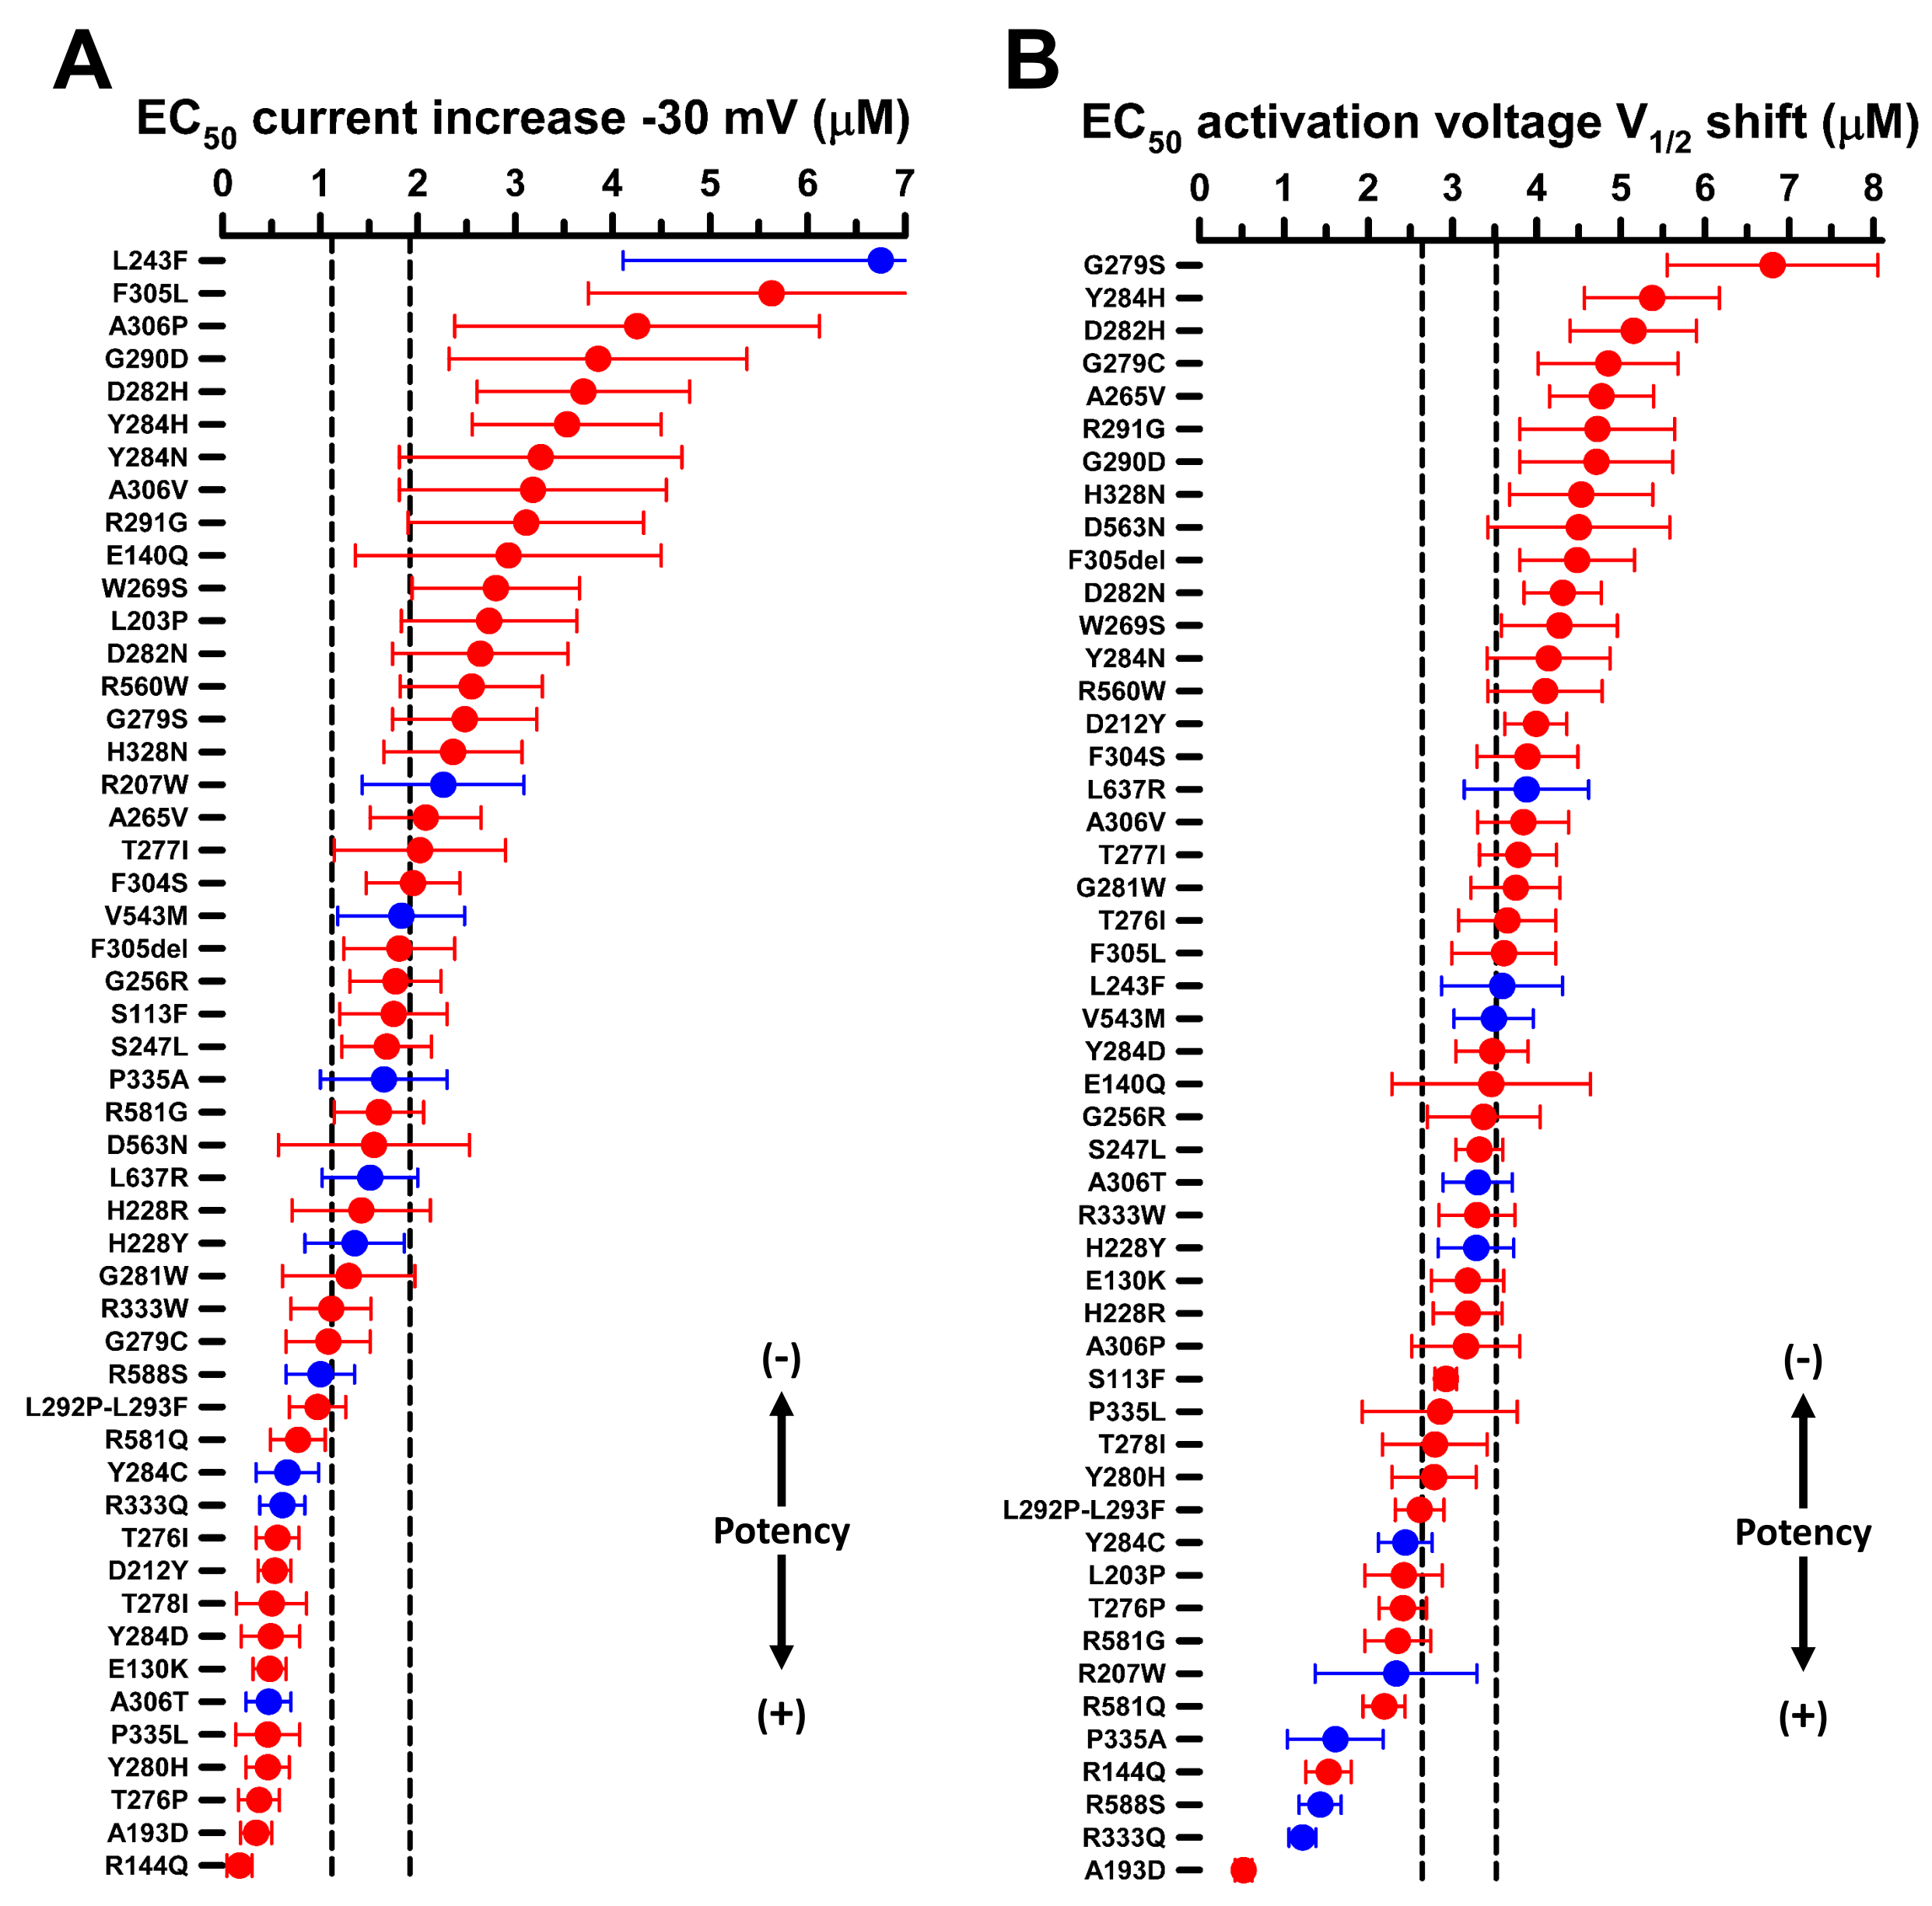 A
EC50 current increase -30 mV (μM)
0 1 2 3 4 5 6 7
L243F
F305L
A306P
G290D
D282H
Y284H
Y284N
A306V
R291G
E140Q
W269S
L203P
D282N
R560W
G279S
H328N
R207W
A265V
T277I
F304S
V543M
F305del
G256R
S113F
S247L
P335A
R581G
D563N
L637R
H228R
H228Y
G281W
R333W
G279C
R588S
L292P-L293F
R581Q
Y284C
R333Q
T276I
D212Y
T278I
Y284D
E130K
A306T
P335L
Y280H
T276P
A193D
R144Q
(-)
Potency
(+)
B
EC50 activation voltage V1/2 shift (μM)
0 1 2 3 4 5 6 7 8
G279S
Y284H
D282H
G279C
A265V
R291G
G290D
H328N
D563N
F305del
D282N
W269S
Y284N
R560W
D212Y
F304S
L637R
A306V
T277I
G281W
T276I
F305L
L243F
V543M
Y284D
E140Q
G256R
S247L
A306T
R333W
H228Y
E130K
H228R
A306P
S113F
P335L
T278I
Y280H
L292P-L293F
Y284C
L203P
T276P
R581G
R207W
R581Q
P335A
R144Q
R588S
R333Q
A193D
(-)
Potency
(+)